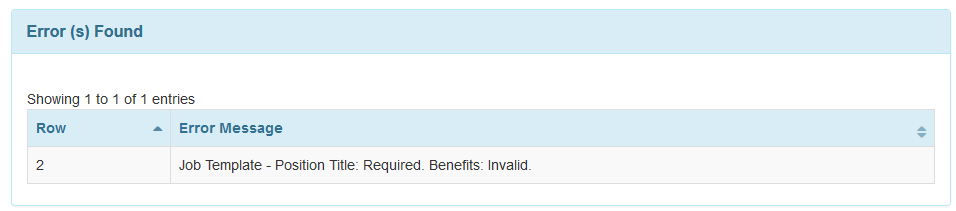 Error (s) Found
Showing 1 to 1 of 1 entries
Row Error Message
2 Job Template - Position Title: Required. Benefits: Invalid.